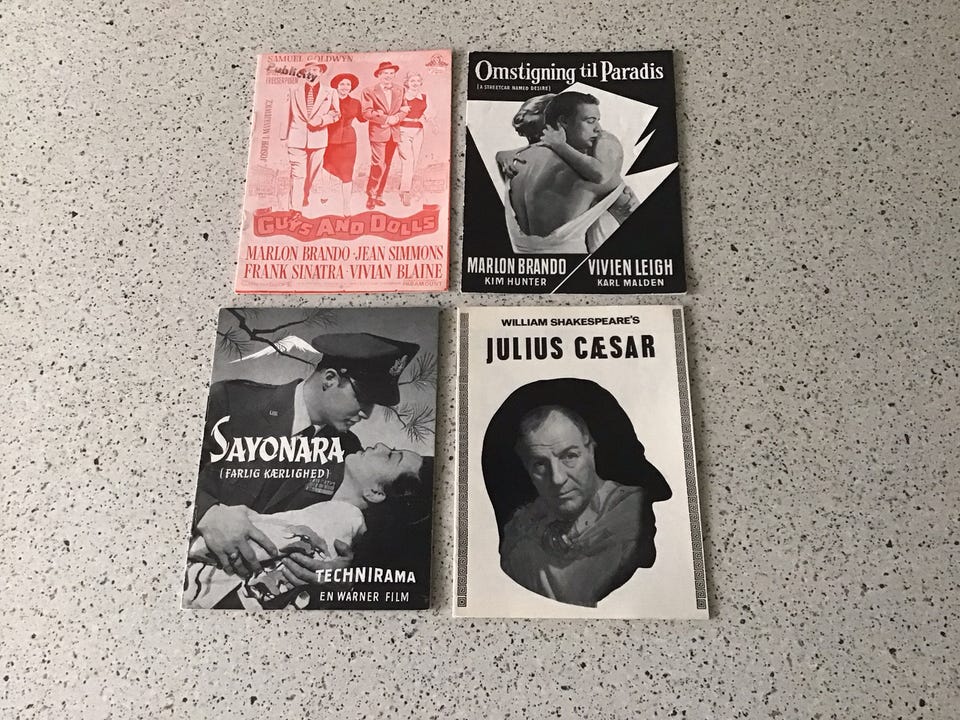 SAMUEL GOLDWYN
Publicity
GUYS AND DOLLS
MARLON BRANDO · JEAN SIMMONS
FRANK SINATRA · VIVIAN BLAINE
PARAMOUNT
Omstigning til Paradis
(A STREETCAR NAMED DESIRE)
MARLON BRANDO
KIM HUNTER
VIVIEN LEIGH
KARL MALDEN
SAYONARA
(FARLIG KÆRLIGHED)
TECHNIRAMA
EN WARNER FILM
WILLIAM SHAKESPEARE'S
JULIUS CÆSAR